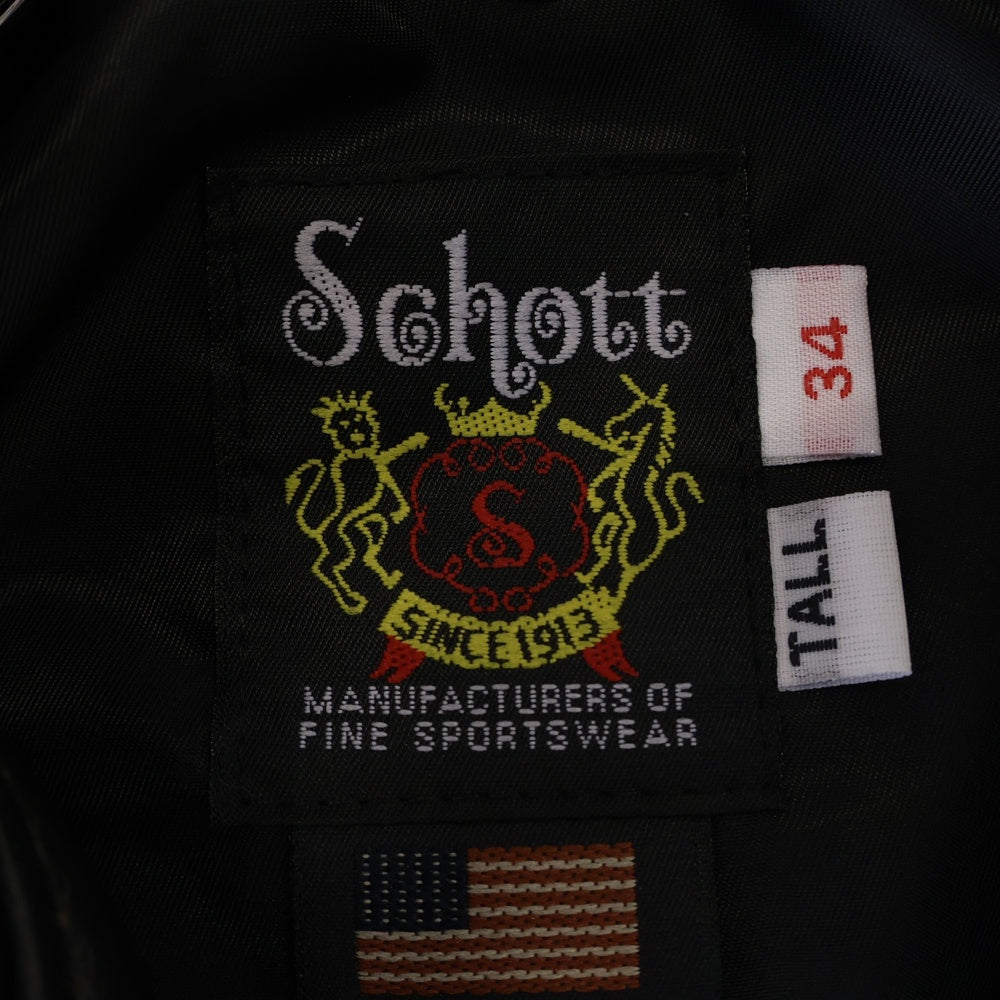 Schott
S
SINCE 1913
MANUFACTURERS OF
FINE SPORTSWEAR
34
TALL